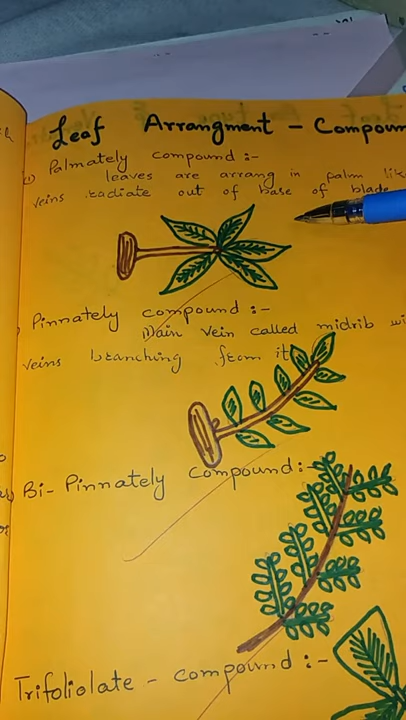 Leaf Arrangment - Compoun
1) Palmately compound :-
leaves are arrang in palm lik
veins radiate out of base of blade
Pinnately compound :-
Main vein called midrib wi
veins branching from it
Bi-Pinnately compound :-
Trifoliolate - compound :-